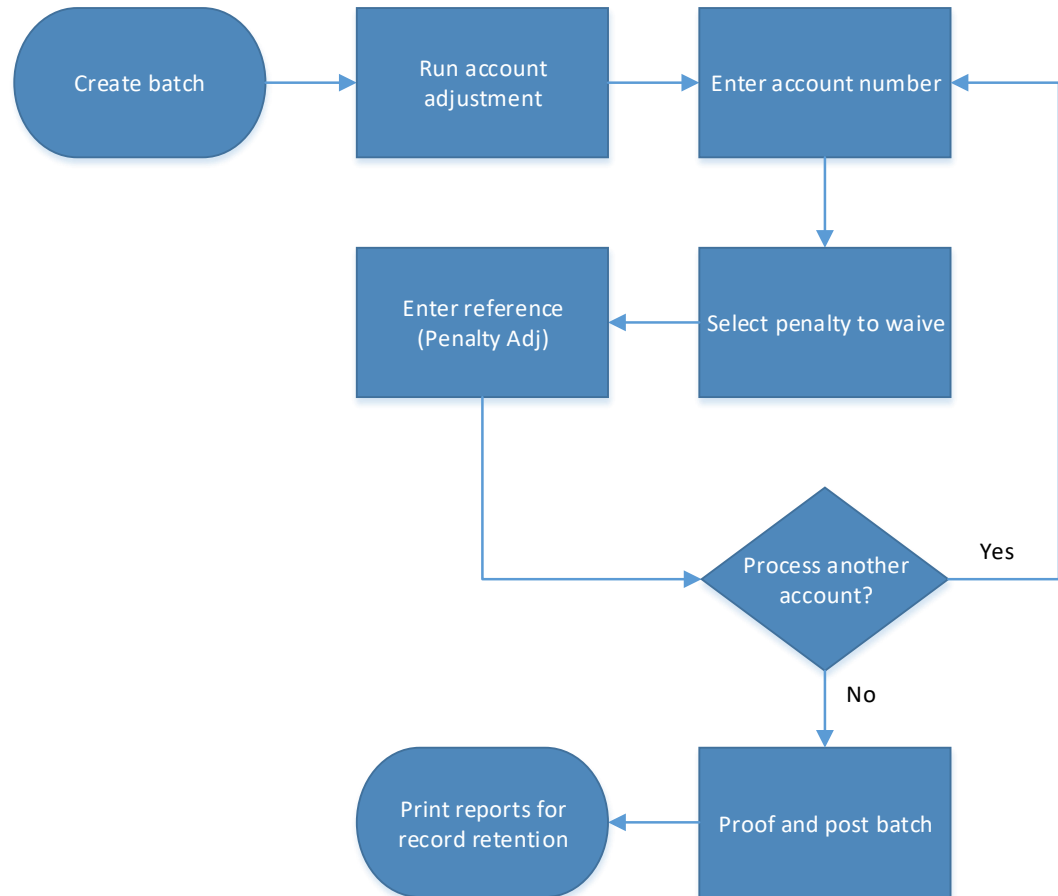 Create batch
Run account
adjustment
Enter account number
Enter reference
(Penalty Adj)
Select penalty to waive
Process another
account?
Yes
No
Print reports for
record retention
Proof and post batch